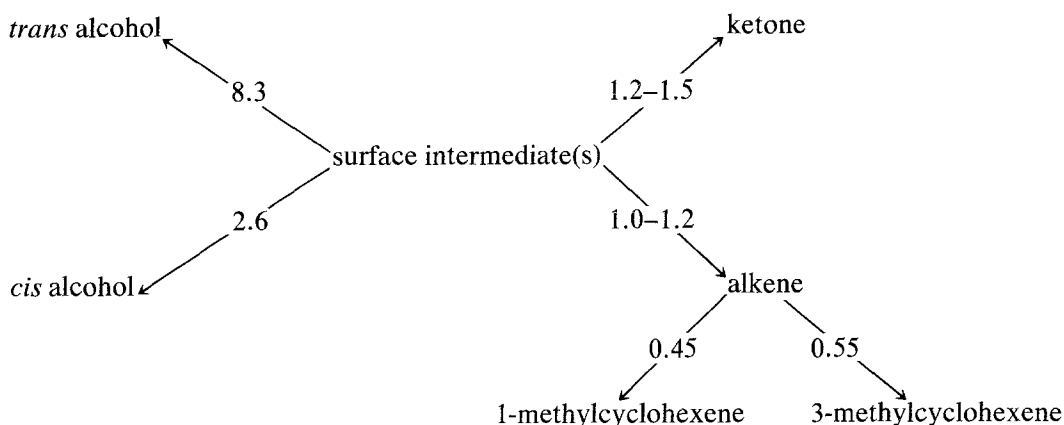 trans alcohol
ketone
8.3
1.2–1.5
surface intermediate(s)
2.6
1.0–1.2
cis alcohol
alkene
0.45
0.55
1-methylcyclohexene
3-methylcyclohexene